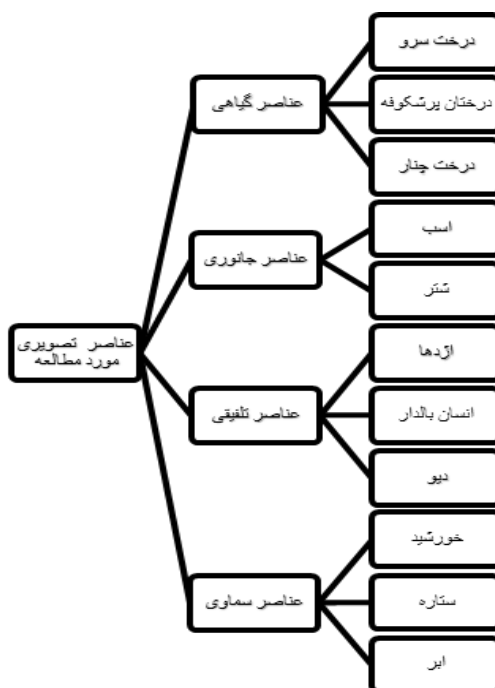 عناصر تصویری
مورد مطالعه
عناصر گیاهی
درخت سرو
درختان پرشکوفه
درخت چنار
عناصر جانوری
اسب
شتر
عناصر تلفیقی
اژدها
انسان بالدار
دیو
عناصر سماوی
خورشید
ستاره
ابر